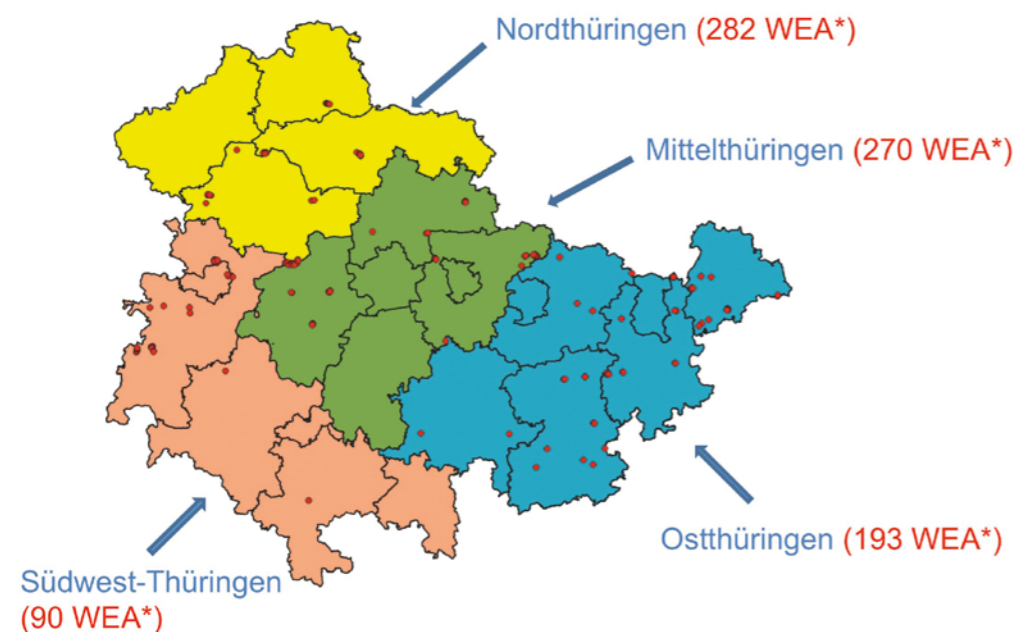 Nordthüringen (282 WEA*)
Mittelthüringen (270 WEA*)
Ostthüringen (193 WEA*)
Südwest-Thüringen
(90 WEA*)